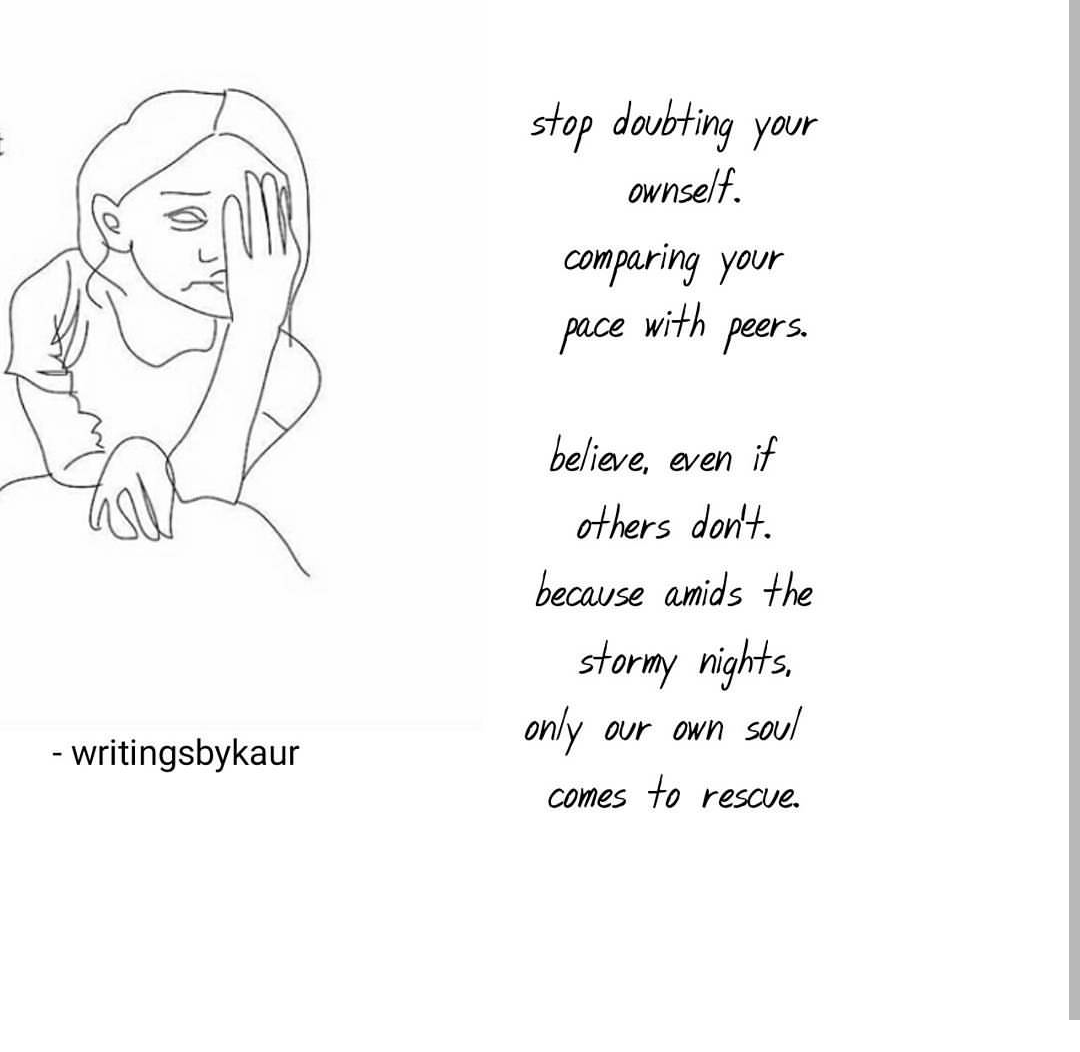 stop doubting your
ownself.
comparing your
pace with peers.
believe, even if
others don't.
because amids the
stormy nights,
only our own soul
comes to rescue.
- writingsbykaur